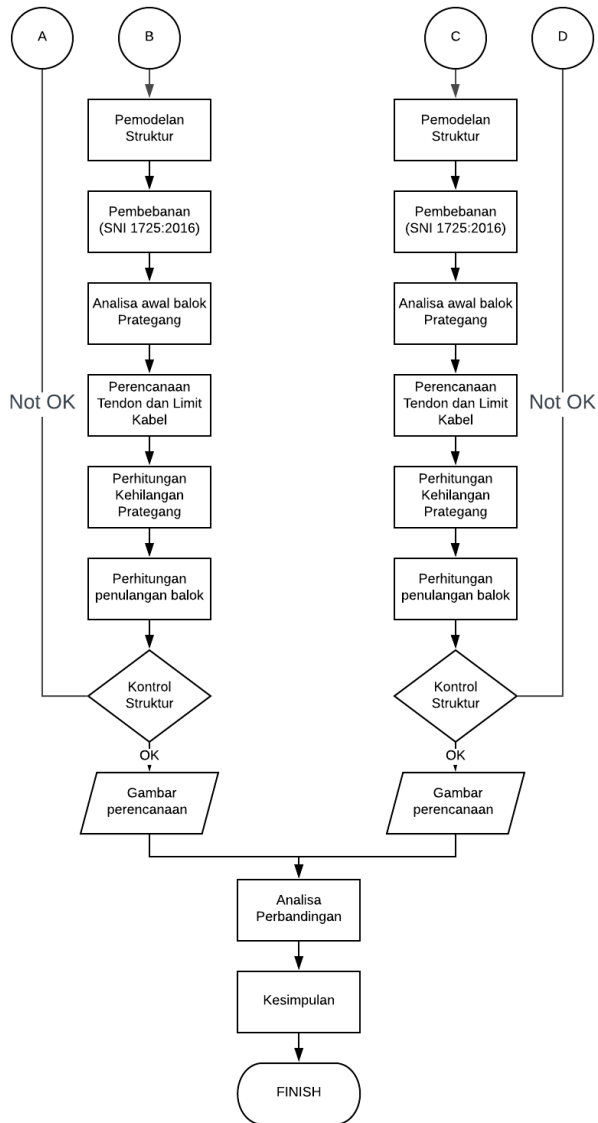 A
B
C
D
Pemodelan
Struktur
Pemodelan
Struktur
Pembebanan
(SNI 1725:2016)
Pembebanan
(SNI 1725:2016)
Analisa awal balok
Prategang
Analisa awal balok
Prategang
Not OK
Perencanaan
Tendon dan Limit
Kabel
Perencanaan
Tendon dan Limit
Kabel
Not OK
Perhitungan
Kehilangan
Prategang
Perhitungan
Kehilangan
Prategang
Perhitungan
penulangan balok
Perhitungan
penulangan balok
Kontrol
Struktur
Kontrol
Struktur
OK
OK
Gambar
perencanaan
Gambar
perencanaan
Analisa
Perbandingan
Kesimpulan
FINISH